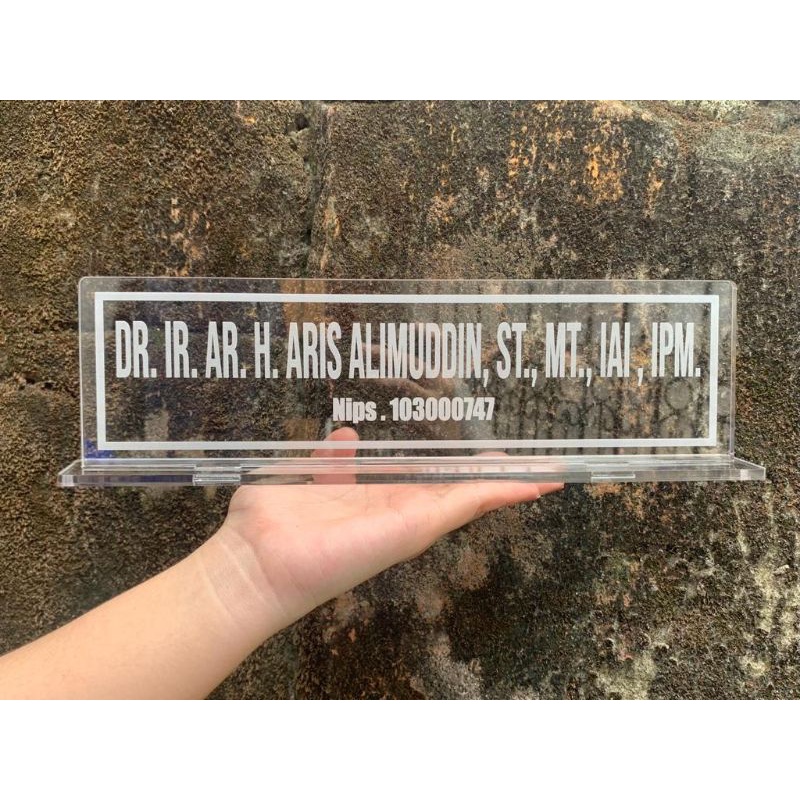 DR. IR. AR. H. ARIS ALIMUDDIN, ST., MT., IAI , IPM.
Nips . 103000747